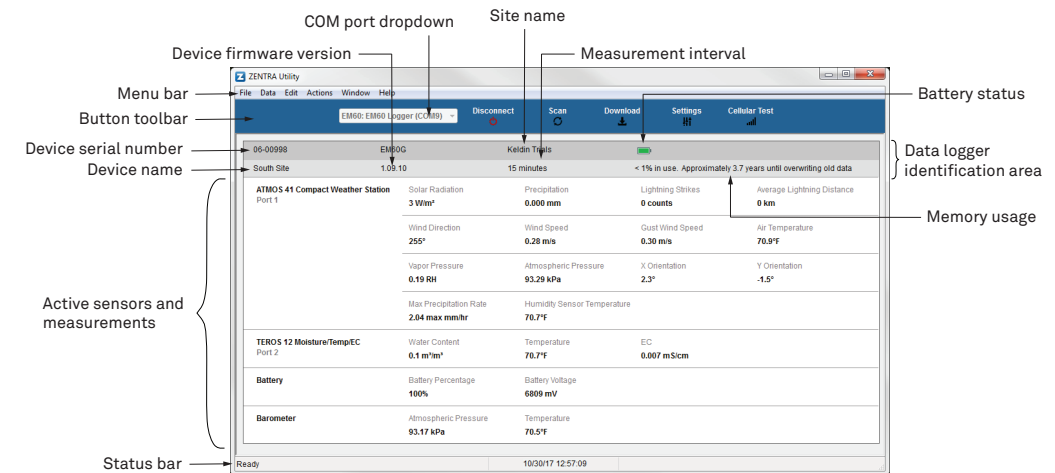 COM port dropdown
Site name
Device firmware version
Measurement interval
Menu bar
Button toolbar
Device serial number
Device name
Active sensors and
measurements
Status bar
Battery status
Data logger
identification area
Memory usage
Z ZENTRA Utility
File Data Edit Actions Window Help
EM60: EM60 Logger (COM9) Disconnect Scan Download Settings Cellular Test
06-00998 EM60G Keldin Trials
South Site 1.09.10 15 minutes < 1% in use. Approximately 3.7 years until overwriting old data
ATMOS 41 Compact Weather Station Solar Radiation Precipitation Lightning Strikes Average Lightning Distance
Port 1 3 W/m² 0.000 mm 0 counts 0 km
Wind Direction Wind Speed Gust Wind Speed Air Temperature
255° 0.28 m/s 0.30 m/s 70.9°F
Vapor Pressure Atmospheric Pressure X Orientation Y Orientation
0.19 RH 93.29 kPa 2.3° -1.5°
Max Precipitation Rate Humidity Sensor Temperature
2.04 max mm/hr 70.7°F
TEROS 12 Moisture/Temp/EC Water Content Temperature EC
Port 2 0.1 m³/m³ 70.7°F 0.007 mS/cm
Battery Battery Percentage Battery Voltage
100% 6809 mV
Barometer Atmospheric Pressure Temperature
93.17 kPa 70.5°F
Ready 10/30/17 12:57:09